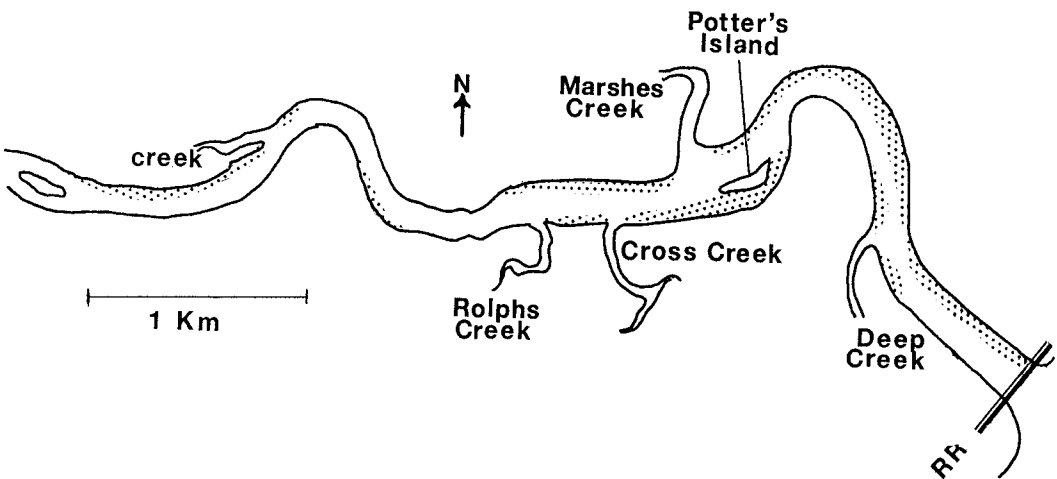 Potter's
Island
N
Marshes
Creek
creek
Cross Creek
1 Km
Rolphs
Creek
Deep
Creek
RR